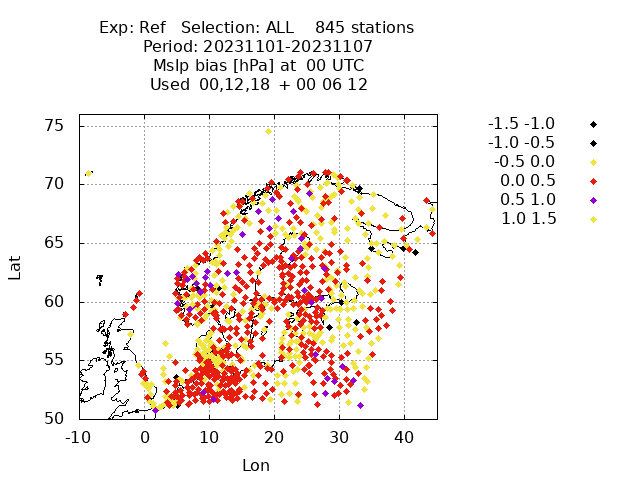 Exp: Ref   Selection: ALL    845 stations
Period: 20231101-20231107
Mslp bias [hPa] at  00 UTC
Used  00,12,18  + 00 06 12
-1.5 -1.0
-1.0 -0.5
-0.5 0.0
0.0 0.5
0.5 1.0
1.0 1.5
Lat
75
70
65
60
55
50
-10 0 10 20 30 40
Lon